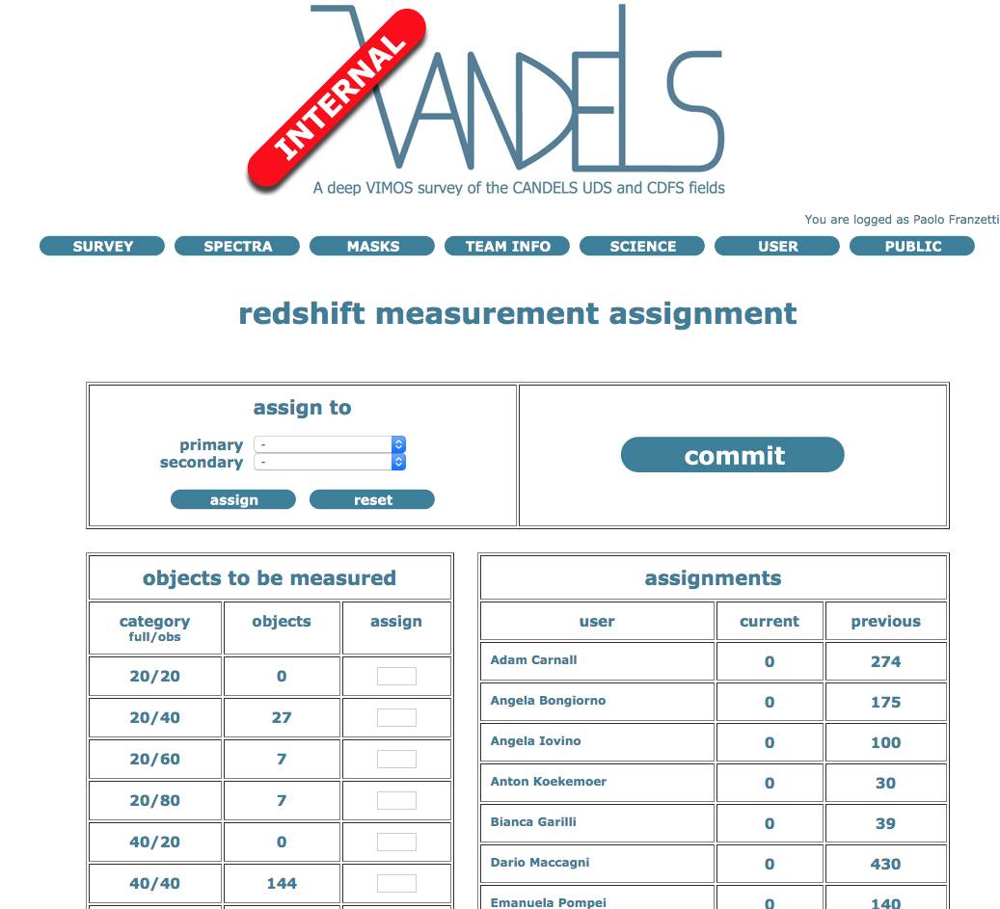 INTERNAL
VANDELS
A deep VIMOS survey of the CANDELS UDS and CDFS fields
You are logged as Paolo Franzetti
SURVEY SPECTRA MASKS TEAM INFO SCIENCE USER PUBLIC
redshift measurement assignment
assign to
primary -
secondary -
assign reset
commit
objects to be measured
category objects assign
full/obs
20/20 0
20/40 27
20/60 7
20/80 7
40/20 0
40/40 144
assignments
user current previous
Adam Carnall 0 274
Angela Bongiorno 0 175
Angela Iovino 0 100
Anton Koekemoer 0 30
Bianca Garilli 0 39
Dario Maccagni 0 430
Emanuela Pompei 0 140